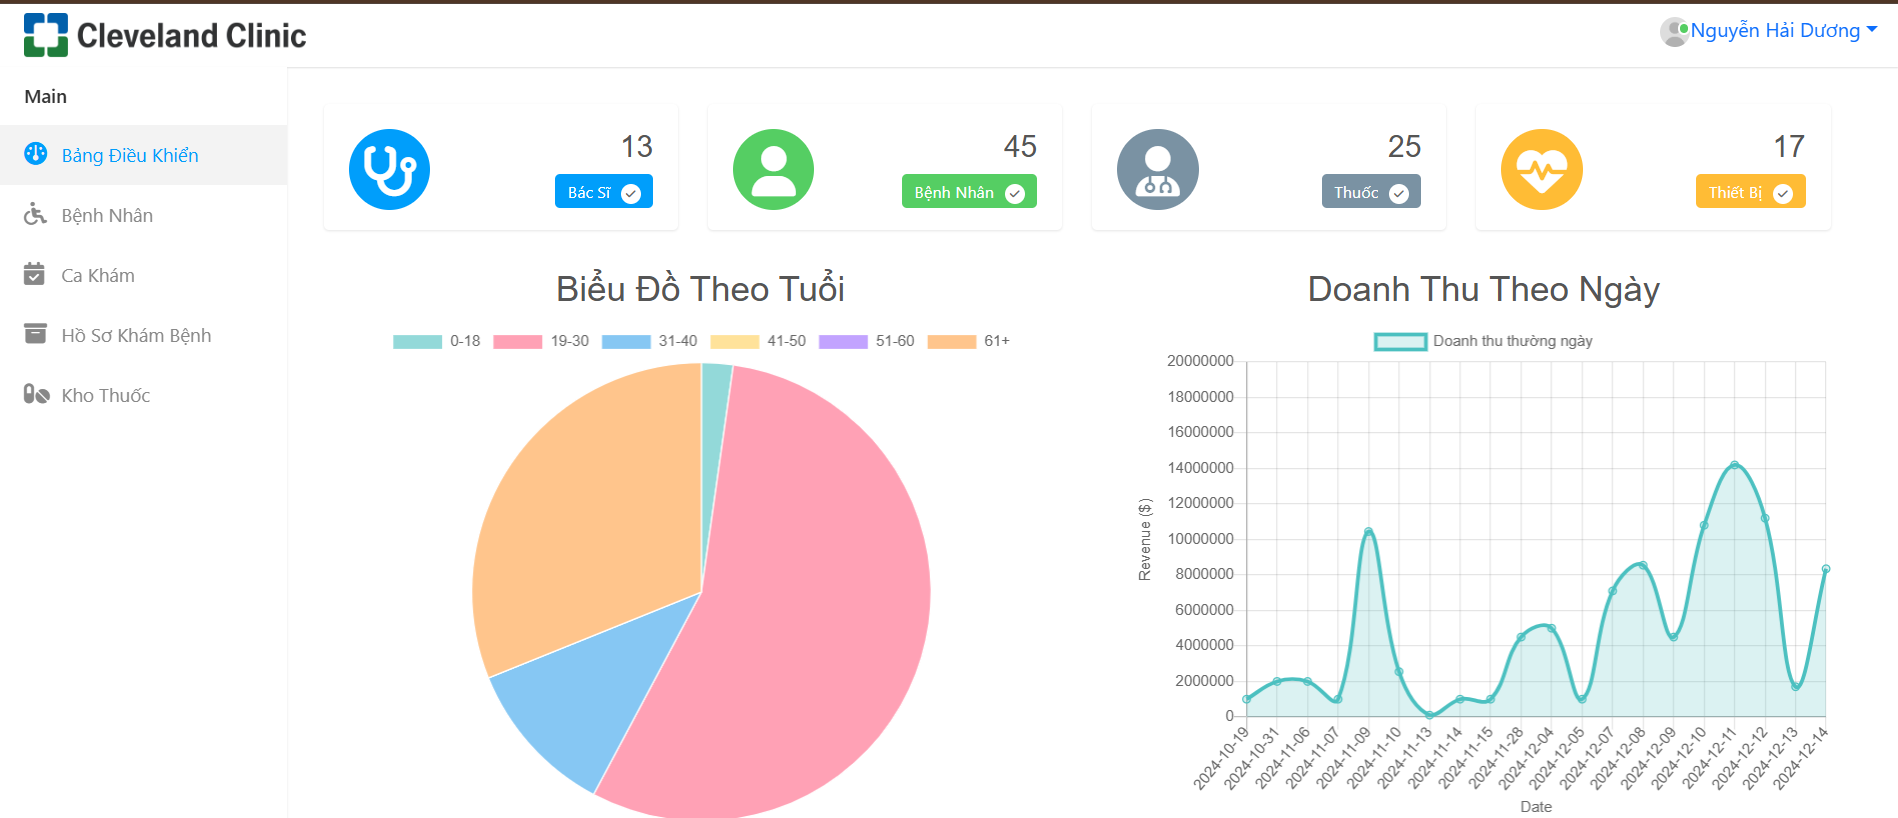 Cleveland Clinic
Nguyễn Hải Dương
Main
Bảng Điều Khiển
Bệnh Nhân
Ca Khám
Hồ Sơ Khám Bệnh
Kho Thuốc
13
Bác Sĩ
45
Bệnh Nhân
25
Thuốc
17
Thiết Bị
Biểu Đồ Theo Tuổi
0-18 19-30 31-40 41-50 51-60 61+
Doanh Thu Theo Ngày
Doanh thu thường ngày
20000000
18000000
16000000
14000000
12000000
10000000
8000000
6000000
4000000
2000000
0
Revenue ($)
2024-10-19
2024-10-31
2024-11-06
2024-11-07
2024-11-09
2024-11-10
2024-11-13
2024-11-14
2024-11-15
2024-11-28
2024-12-04
2024-12-05
2024-12-07
2024-12-08
2024-12-09
2024-12-10
2024-12-11
2024-12-12
2024-12-13
2024-12-14
Date